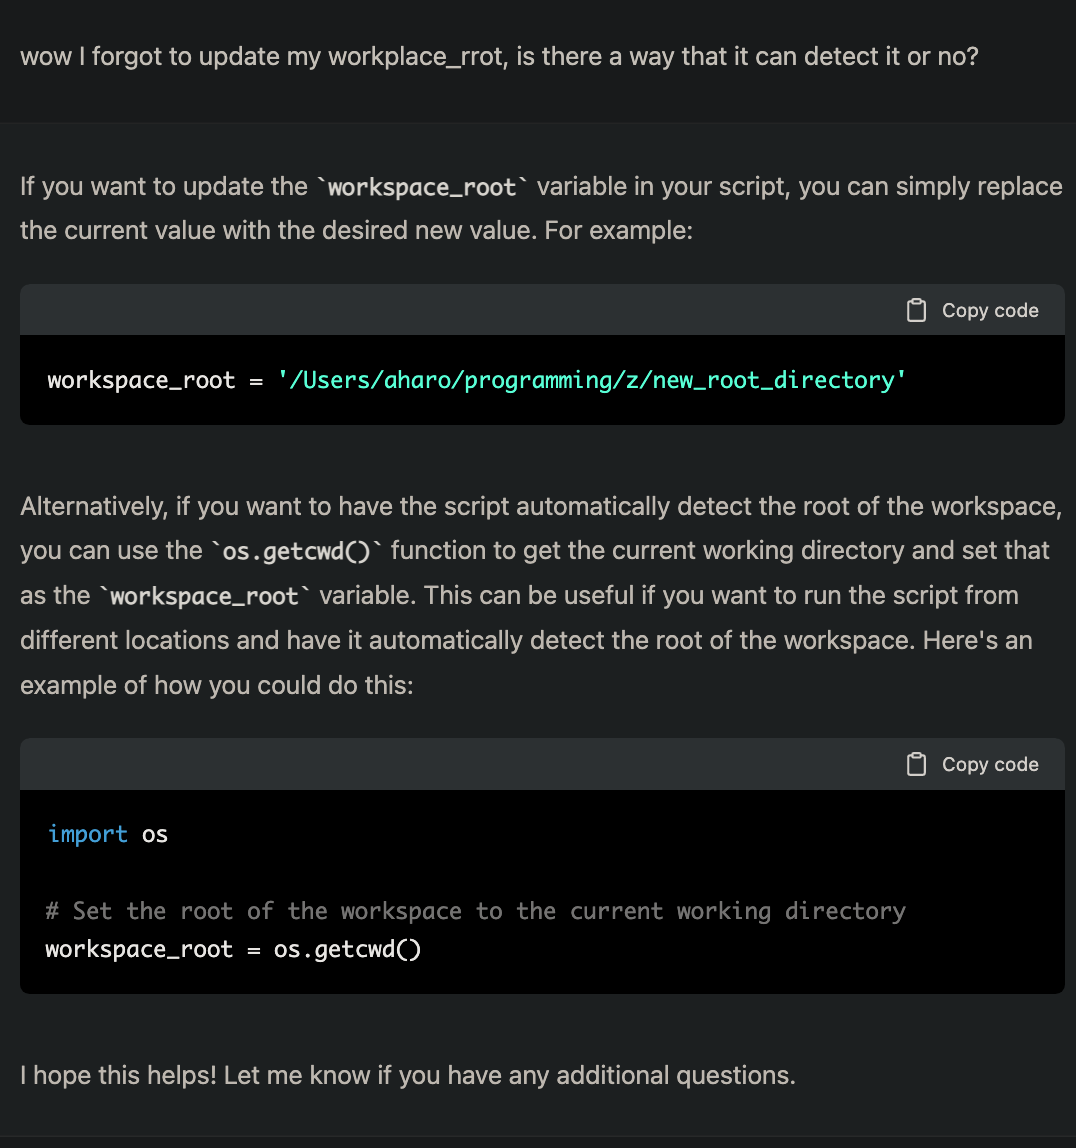 wow I forgot to update my workplace_rrot, is there a way that it can detect it or no?
If you want to update the `workspace_root` variable in your script, you can simply replace
the current value with the desired new value. For example:
Copy code
workspace_root = '/Users/aharo/programming/z/new_root_directory'
Alternatively, if you want to have the script automatically detect the root of the workspace,
you can use the `os.getcwd()` function to get the current working directory and set that
as the `workspace_root` variable. This can be useful if you want to run the script from
different locations and have it automatically detect the root of the workspace. Here's an
example of how you could do this:
Copy code
import os
# Set the root of the workspace to the current working directory
workspace_root = os.getcwd()
I hope this helps! Let me know if you have any additional questions.